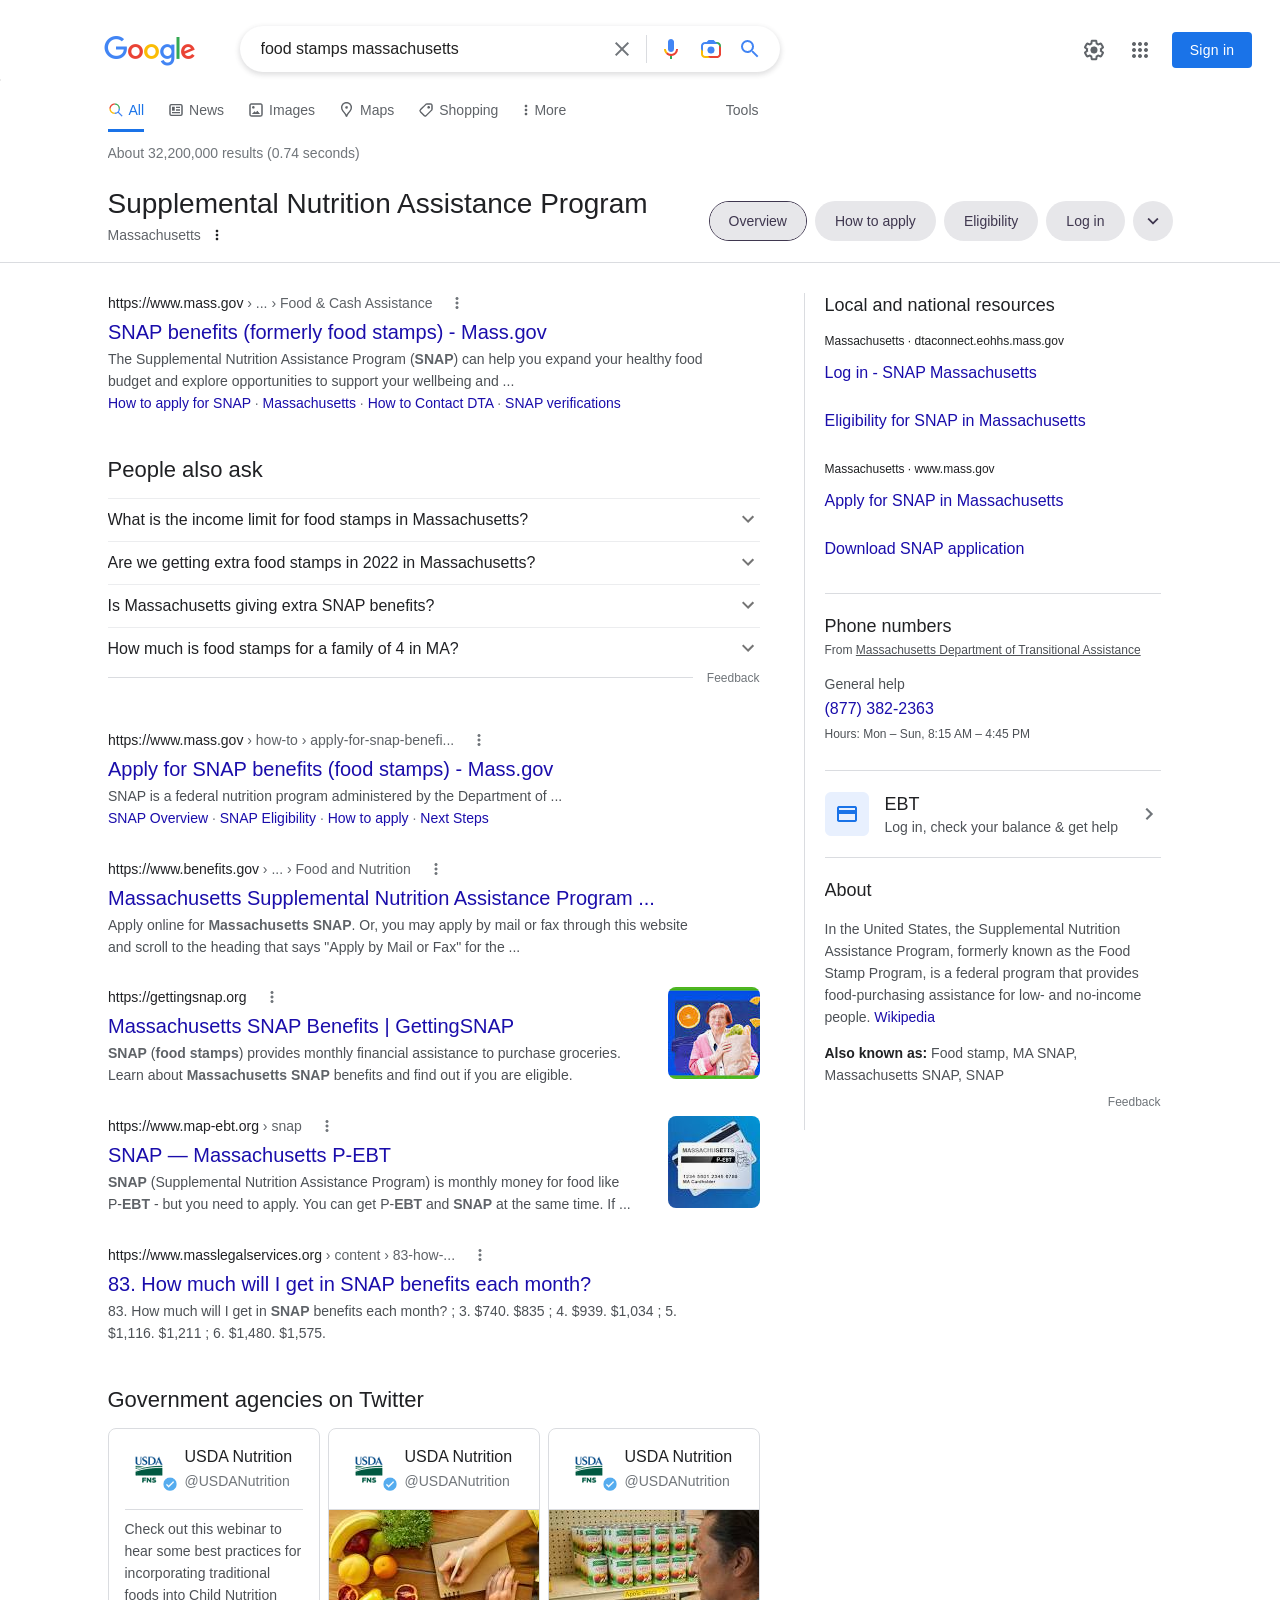 Google
food stamps massachusetts
Sign in
All
News
Images
Maps
Shopping
More
Tools
About 32,200,000 results (0.74 seconds)
Supplemental Nutrition Assistance Program
Massachusetts
Overview
How to apply
Eligibility
Log in
https://www.mass.gov › ... › Food & Cash Assistance
SNAP benefits (formerly food stamps) - Mass.gov
The Supplemental Nutrition Assistance Program (SNAP) can help you expand your healthy food
budget and explore opportunities to support your wellbeing and ...
How to apply for SNAP · Massachusetts · How to Contact DTA · SNAP verifications
People also ask
What is the income limit for food stamps in Massachusetts?
Are we getting extra food stamps in 2022 in Massachusetts?
Is Massachusetts giving extra SNAP benefits?
How much is food stamps for a family of 4 in MA?
Feedback
https://www.mass.gov › how-to › apply-for-snap-benefi...
Apply for SNAP benefits (food stamps) - Mass.gov
SNAP is a federal nutrition program administered by the Department of ...
SNAP Overview · SNAP Eligibility · How to apply · Next Steps
https://www.benefits.gov › ... › Food and Nutrition
Massachusetts Supplemental Nutrition Assistance Program ...
Apply online for Massachusetts SNAP. Or, you may apply by mail or fax through this website
and scroll to the heading that says "Apply by Mail or Fax" for the ...
https://gettingsnap.org
Massachusetts SNAP Benefits | GettingSNAP
SNAP (food stamps) provides monthly financial assistance to purchase groceries.
Learn about Massachusetts SNAP benefits and find out if you are eligible.
https://www.map-ebt.org › snap
SNAP — Massachusetts P-EBT
SNAP (Supplemental Nutrition Assistance Program) is monthly money for food like
P-EBT - but you need to apply. You can get P-EBT and SNAP at the same time. If ...
MASSACHUSETTS
P-EBT
MA Cardholder
https://www.masslegalservices.org › content › 83-how-...
83. How much will I get in SNAP benefits each month?
83. How much will I get in SNAP benefits each month? ; 3. $740. $835 ; 4. $939. $1,034 ; 5.
$1,116. $1,211 ; 6. $1,480. $1,575.
Government agencies on Twitter
USDA
FNS
USDA Nutrition
@USDANutrition
Check out this webinar to
hear some best practices for
incorporating traditional
foods into Child Nutrition
USDA
FNS
USDA Nutrition
@USDANutrition
USDA
FNS
USDA Nutrition
@USDANutrition
Local and national resources
Massachusetts · dtaconnect.eohhs.mass.gov
Log in - SNAP Massachusetts
Eligibility for SNAP in Massachusetts
Massachusetts · www.mass.gov
Apply for SNAP in Massachusetts
Download SNAP application
Phone numbers
From Massachusetts Department of Transitional Assistance
General help
(877) 382-2363
Hours: Mon – Sun, 8:15 AM – 4:45 PM
EBT
Log in, check your balance & get help
About
In the United States, the Supplemental Nutrition
Assistance Program, formerly known as the Food
Stamp Program, is a federal program that provides
food-purchasing assistance for low- and no-income
people. Wikipedia
Also known as: Food stamp, MA SNAP,
Massachusetts SNAP, SNAP
Feedback